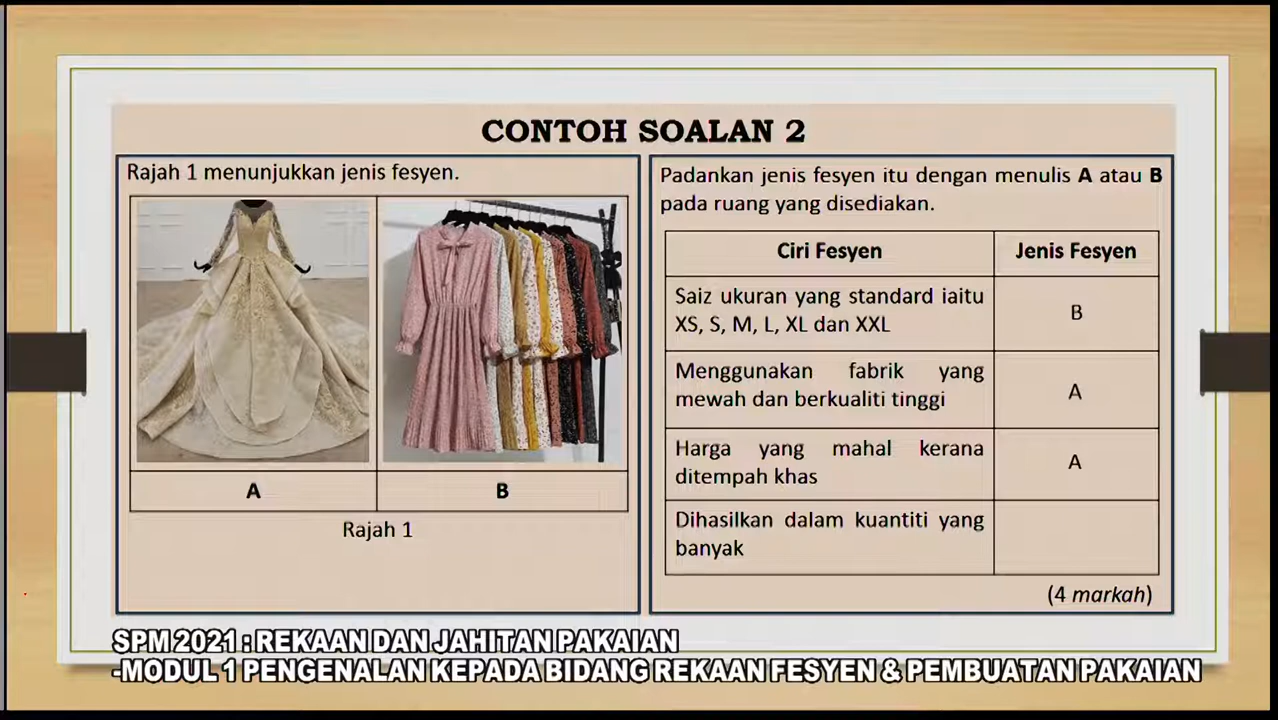 CONTOH SOALAN 2
Rajah 1 menunjukkan jenis fesyen.
A
B
Rajah 1
Padankan jenis fesyen itu dengan menulis A atau B
pada ruang yang disediakan.
Ciri Fesyen
Jenis Fesyen
Saiz ukuran yang standard iaitu
XS, S, M, L, XL dan XXL
B
Menggunakan fabrik yang
mewah dan berkualiti tinggi
A
Harga yang mahal kerana
ditempah khas
A
Dihasilkan dalam kuantiti yang
banyak
(4 markah)
SPM 2021 : REKAAN DAN JAHITAN PAKAIAN
-MODUL 1 PENGENALAN KEPADA BIDANG REKAAN FESYEN & PEMBUATAN PAKAIAN